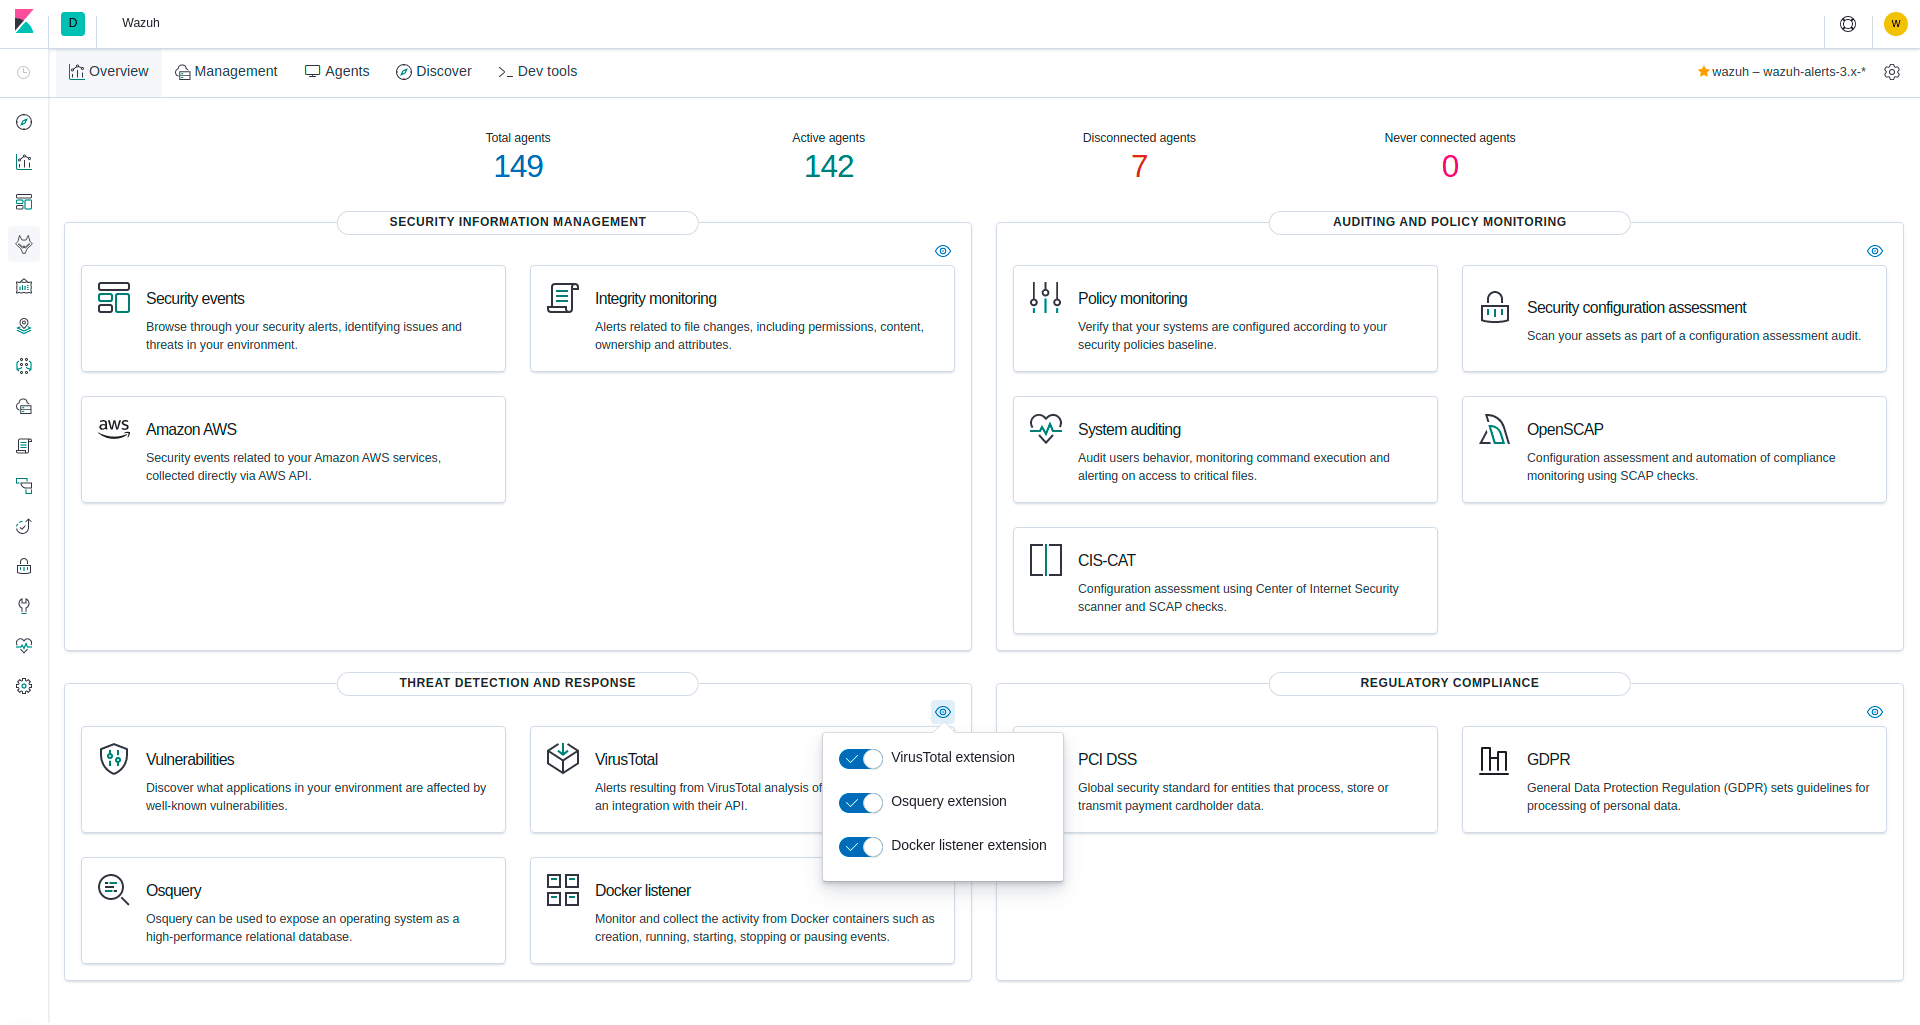 D
Wazuh
W
Overview
Management
Agents
Discover
Dev tools
wazuh – wazuh-alerts-3.x-*
Total agents
149
Active agents
142
Disconnected agents
7
Never connected agents
0
SECURITY INFORMATION MANAGEMENT
Security events
Browse through your security alerts, identifying issues and
threats in your environment.
Integrity monitoring
Alerts related to file changes, including permissions, content,
ownership and attributes.
aws
Amazon AWS
Security events related to your Amazon AWS services,
collected directly via AWS API.
AUDITING AND POLICY MONITORING
Policy monitoring
Verify that your systems are configured according to your
security policies baseline.
Security configuration assessment
Scan your assets as part of a configuration assessment audit.
System auditing
Audit users behavior, monitoring command execution and
alerting on access to critical files.
OpenSCAP
Configuration assessment and automation of compliance
monitoring using SCAP checks.
CIS-CAT
Configuration assessment using Center of Internet Security
scanner and SCAP checks.
THREAT DETECTION AND RESPONSE
Vulnerabilities
Discover what applications in your environment are affected by
well-known vulnerabilities.
VirusTotal
Alerts resulting from VirusTotal analysis of
an integration with their API.
VirusTotal extension
Osquery extension
Docker listener extension
Osquery
Osquery can be used to expose an operating system as a
high-performance relational database.
Docker listener
Monitor and collect the activity from Docker containers such as
creation, running, starting, stopping or pausing events.
REGULATORY COMPLIANCE
PCI DSS
Global security standard for entities that process, store or
transmit payment cardholder data.
GDPR
General Data Protection Regulation (GDPR) sets guidelines for
processing of personal data.